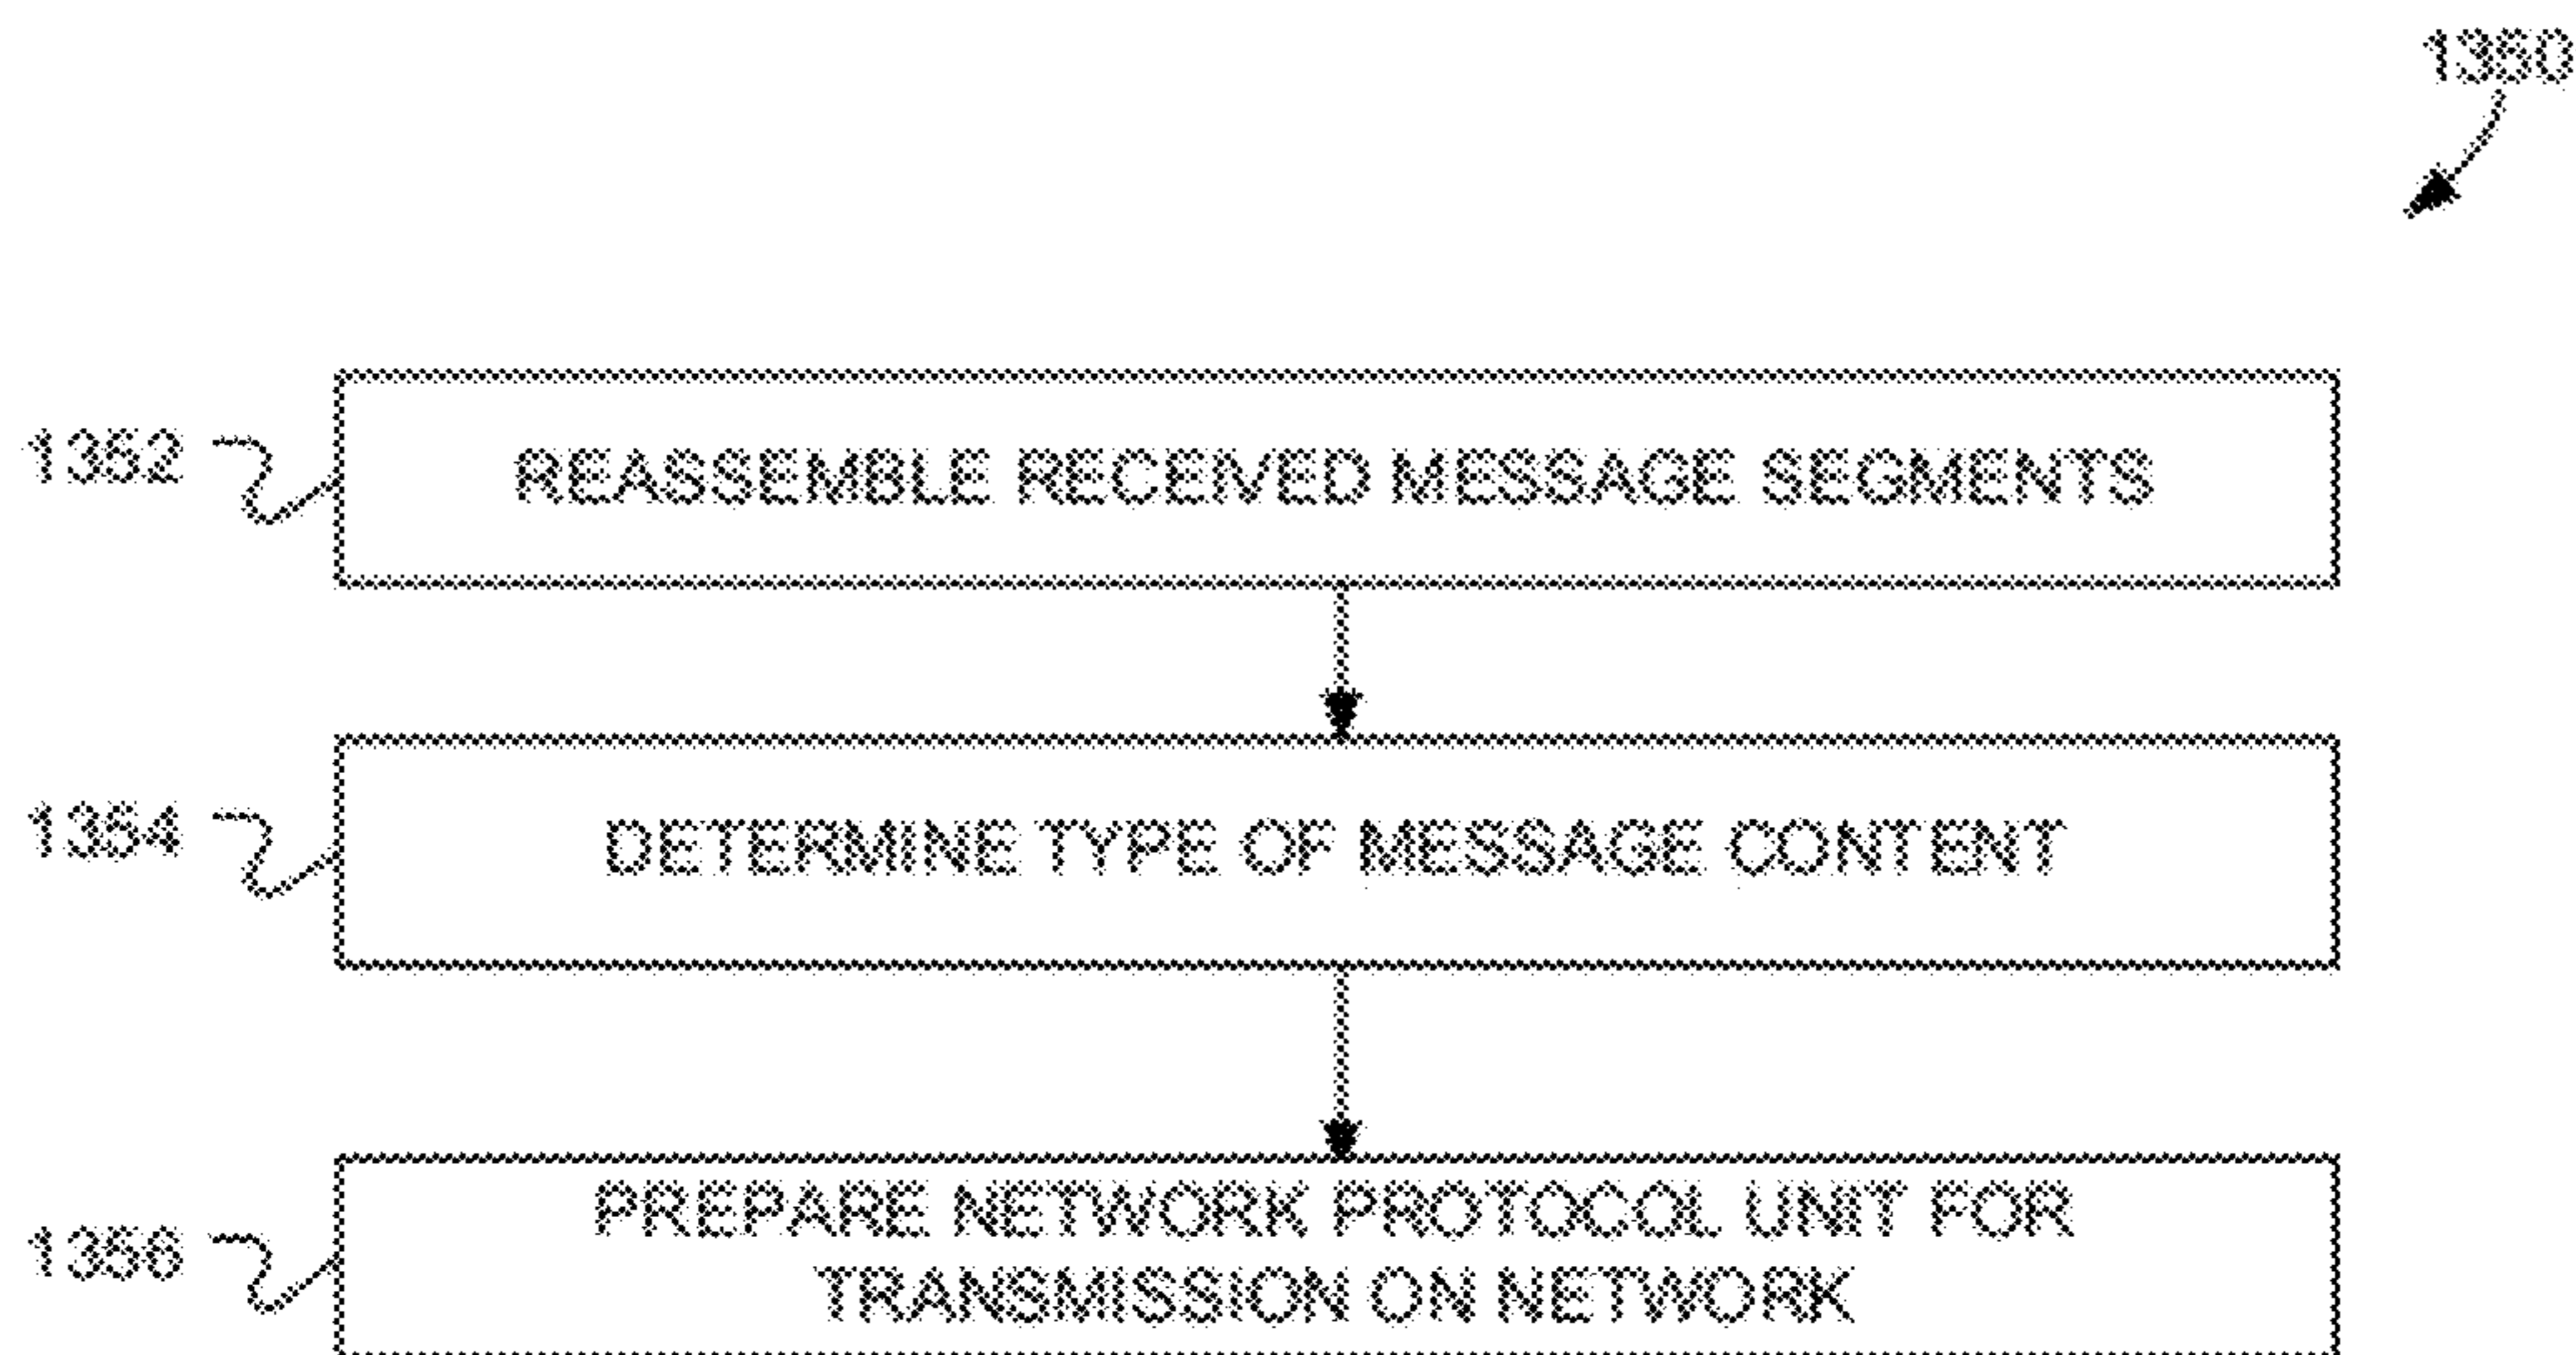 1350
1352
REASSEMBLE RECEIVED MESSAGE SEGMENTS
1354
DETERMINE TYPE OF MESSAGE CONTENT
1356
PREPARE NETWORK PROTOCOL UNIT FOR
TRANSMISSION ON NETWORK